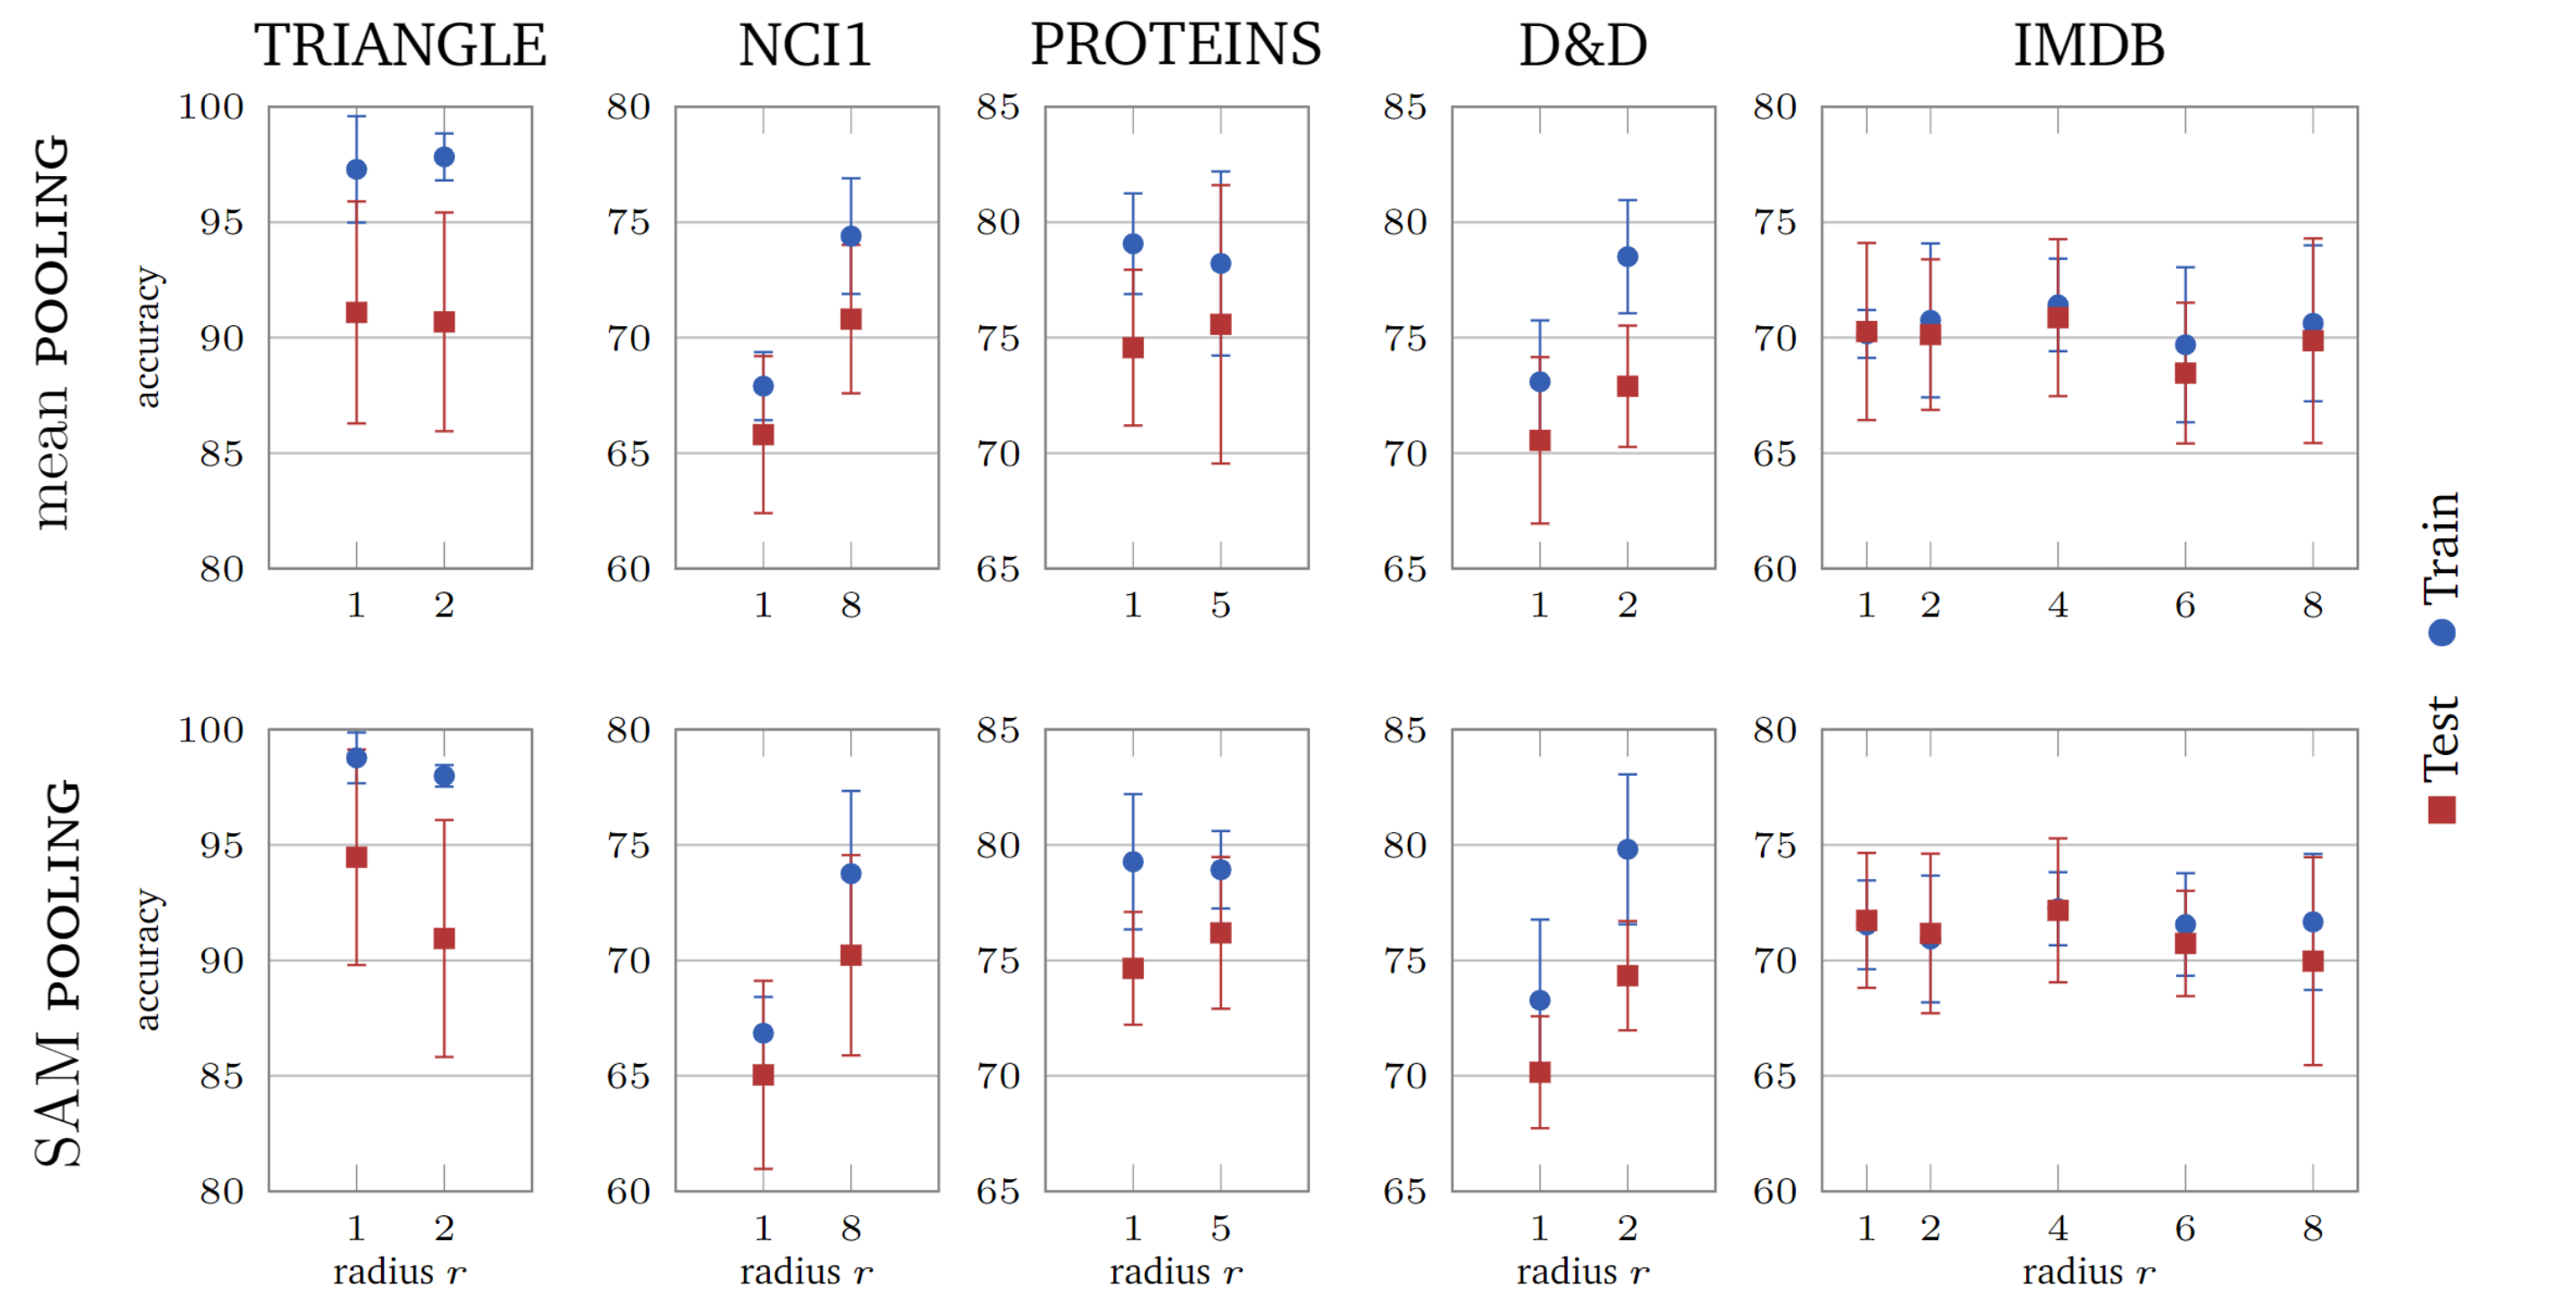 TRIANGLE NCI1 PROTEINS D&D IMDB
mean POOLING
accuracy
100 80 85 85 80
95 75 80 80 75
90 70 75 75 70
85 65 70 70 65
80 60 65 65 60
1 2 1 8 1 5 1 2 1 2 4 6 8
SAM POOLING
accuracy
100 80 85 85 80
95 75 80 80 75
90 70 75 75 70
85 65 70 70 65
80 60 65 65 60
1 2 1 8 1 5 1 2 1 2 4 6 8
radius r radius r radius r radius r radius r
Test Train